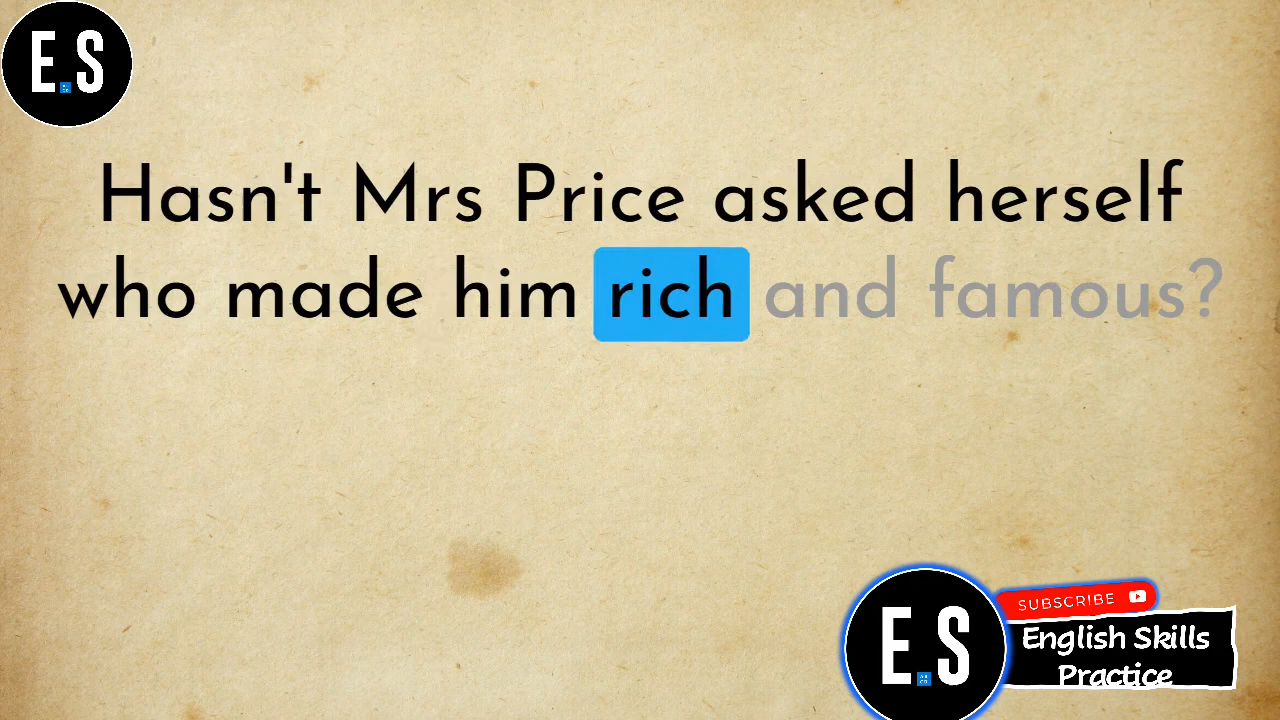 E.S
Hasn't Mrs Price asked herself
who made him rich and famous?
E.S
SUBSCRIBE
English Skills
Practice